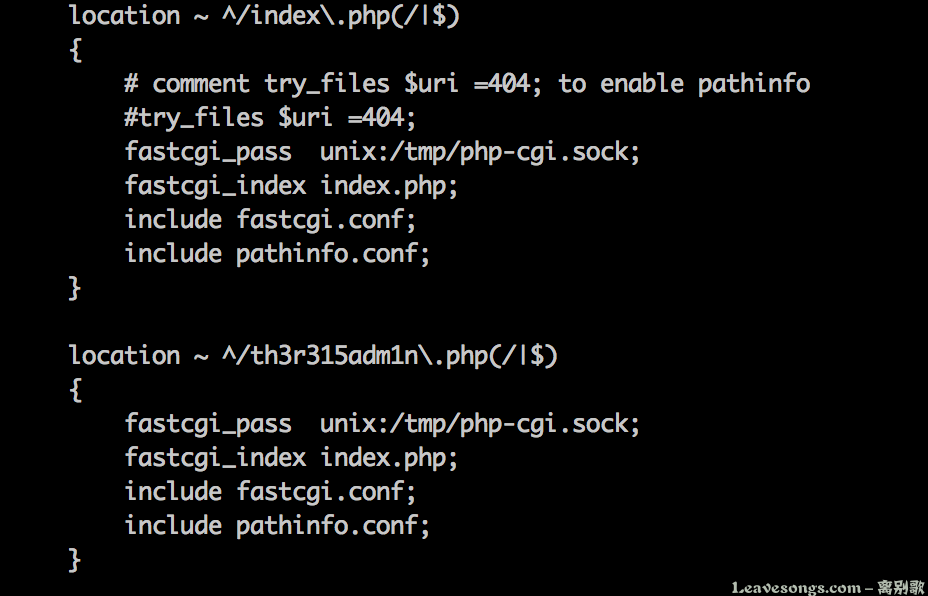 location ~ ^/index\.php(/|$)
{
# comment try_files $uri =404; to enable pathinfo
#try_files $uri =404;
fastcgi_pass  unix:/tmp/php-cgi.sock;
fastcgi_index index.php;
include fastcgi.conf;
include pathinfo.conf;
}
location ~ ^/th3r315adm1n\.php(/|$)
{
fastcgi_pass  unix:/tmp/php-cgi.sock;
fastcgi_index index.php;
include fastcgi.conf;
include pathinfo.conf;
}
Leavesongs.com – 离别歌